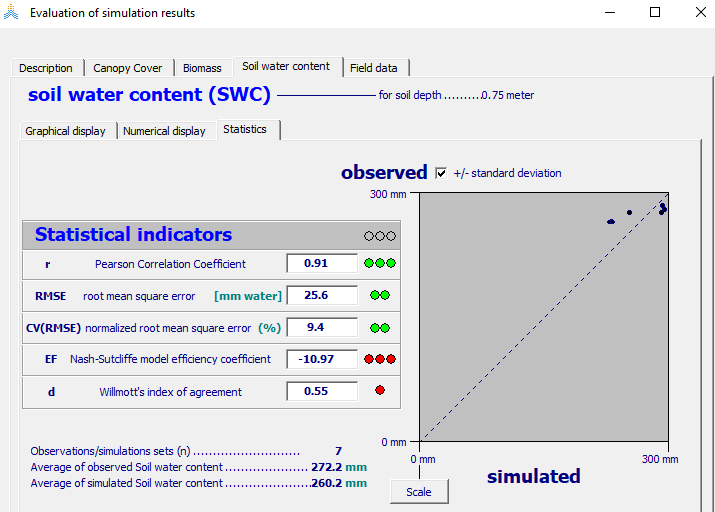 Evaluation of simulation results
Description Canopy Cover Biomass Soil water content Field data
soil water content (SWC) for soil depth ..........0.75 meter
Graphical display Numerical display Statistics
observed +/- standard deviation
300 mm
Statistical indicators
r Pearson Correlation Coefficient 0.91
RMSE root mean square error [mm water] 25.6
CV(RMSE) normalized root mean square error (%) 9.4
EF Nash-Sutcliffe model efficiency coefficient -10.97
d Willmott's index of agreement 0.55
0 mm
Observations/simulations sets (n) ........................... 7
0 mm 300 mm
Average of observed Soil water content ..................... 272.2 mm
simulated
Average of simulated Soil water content ..................... 260.2 mm
Scale